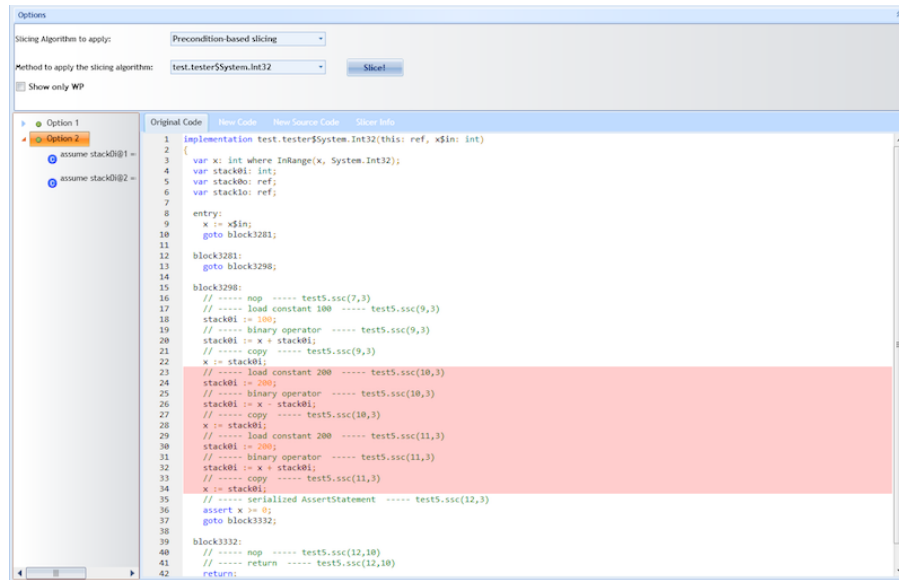 Options
Slicing Algorithm to apply: Precondition-based slicing
Method to apply the slicing algorithm: test.tester$System.Int32 Slice!
Show only WP
Option 1
Option 2
assume stack0i@1 =
assume stack0i@2 =
Original Code New Code New Source Code Slicer Info
1 implementation test.tester$System.Int32(this: ref, x$in: int)
2 {
3 var x: int where InRange(x, System.Int32);
4 var stack0i: int;
5 var stack0o: ref;
6 var stack1o: ref;
7
8 entry:
9 x := x$in;
10 goto block3281;
11
12 block3281:
13 goto block3298;
14
15 block3298:
16 // ----- nop ----- test5.ssc(7,3)
17 // ----- load constant 100 ----- test5.ssc(9,3)
18 stack0i := 100;
19 // ----- binary operator ----- test5.ssc(9,3)
20 stack0i := x + stack0i;
21 // ----- copy ----- test5.ssc(9,3)
22 x := stack0i;
23 // ----- load constant 200 ----- test5.ssc(10,3)
24 stack0i := 200;
25 // ----- binary operator ----- test5.ssc(10,3)
26 stack0i := x - stack0i;
27 // ----- copy ----- test5.ssc(10,3)
28 x := stack0i;
29 // ----- load constant 200 ----- test5.ssc(11,3)
30 stack0i := 200;
31 // ----- binary operator ----- test5.ssc(11,3)
32 stack0i := x + stack0i;
33 // ----- copy ----- test5.ssc(11,3)
34 x := stack0i;
35 // ----- serialized AssertStatement ----- test5.ssc(12,3)
36 assert x >= 0;
37 goto block3332;
38
39 block3332:
40 // ----- nop ----- test5.ssc(12,10)
41 // ----- return ----- test5.ssc(12,10)
42 return;